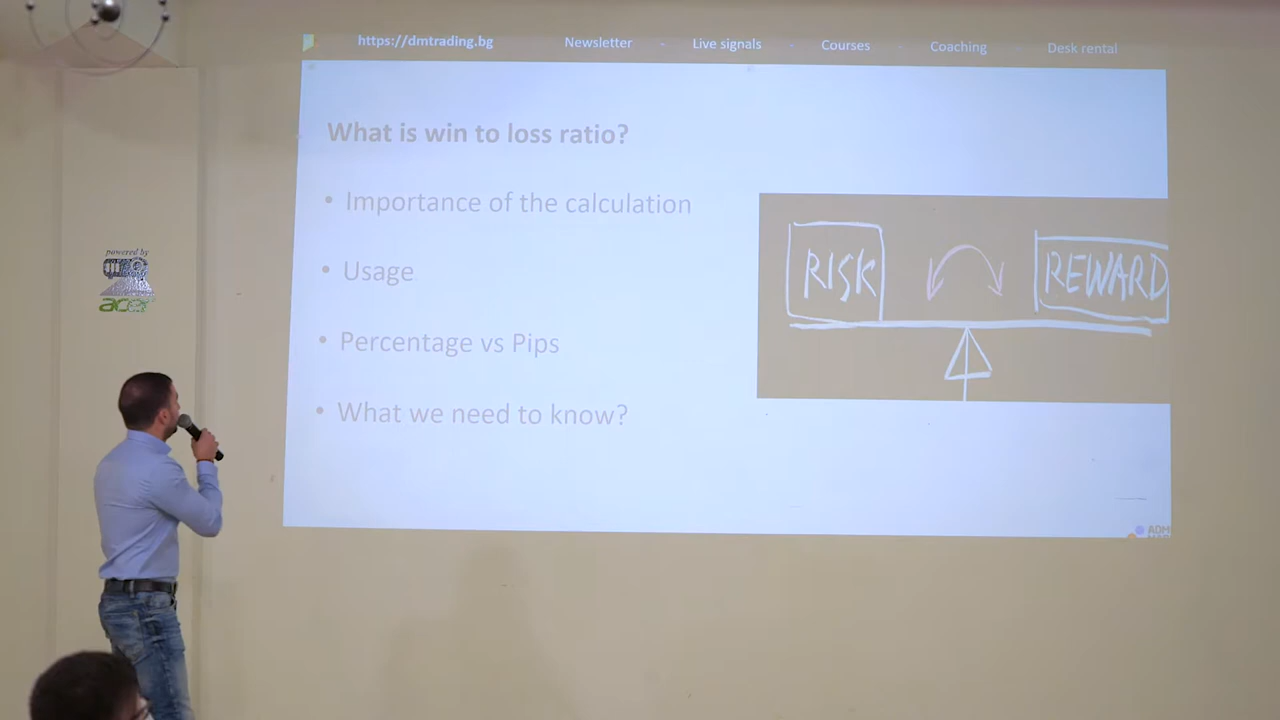 https://dmtrading.bg Newsletter - Live signals - Courses - Coaching - Desk rental
What is win to loss ratio?
• Importance of the calculation
• Usage
• Percentage vs Pips
• What we need to know?
RISK
REWARD
powered by
acer
ADM